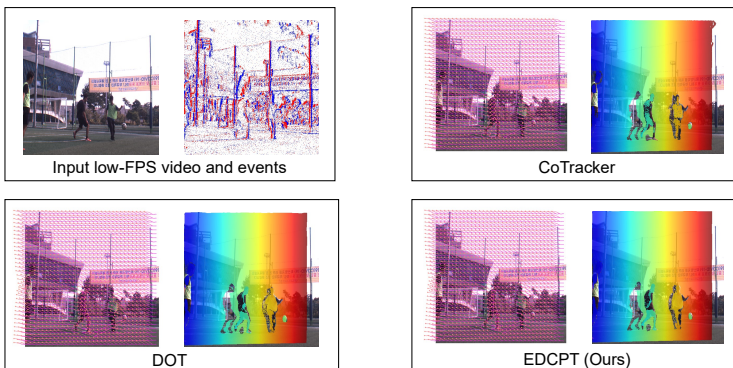 Input low-FPS video and events
CoTracker
DOT
EDCPT (Ours)